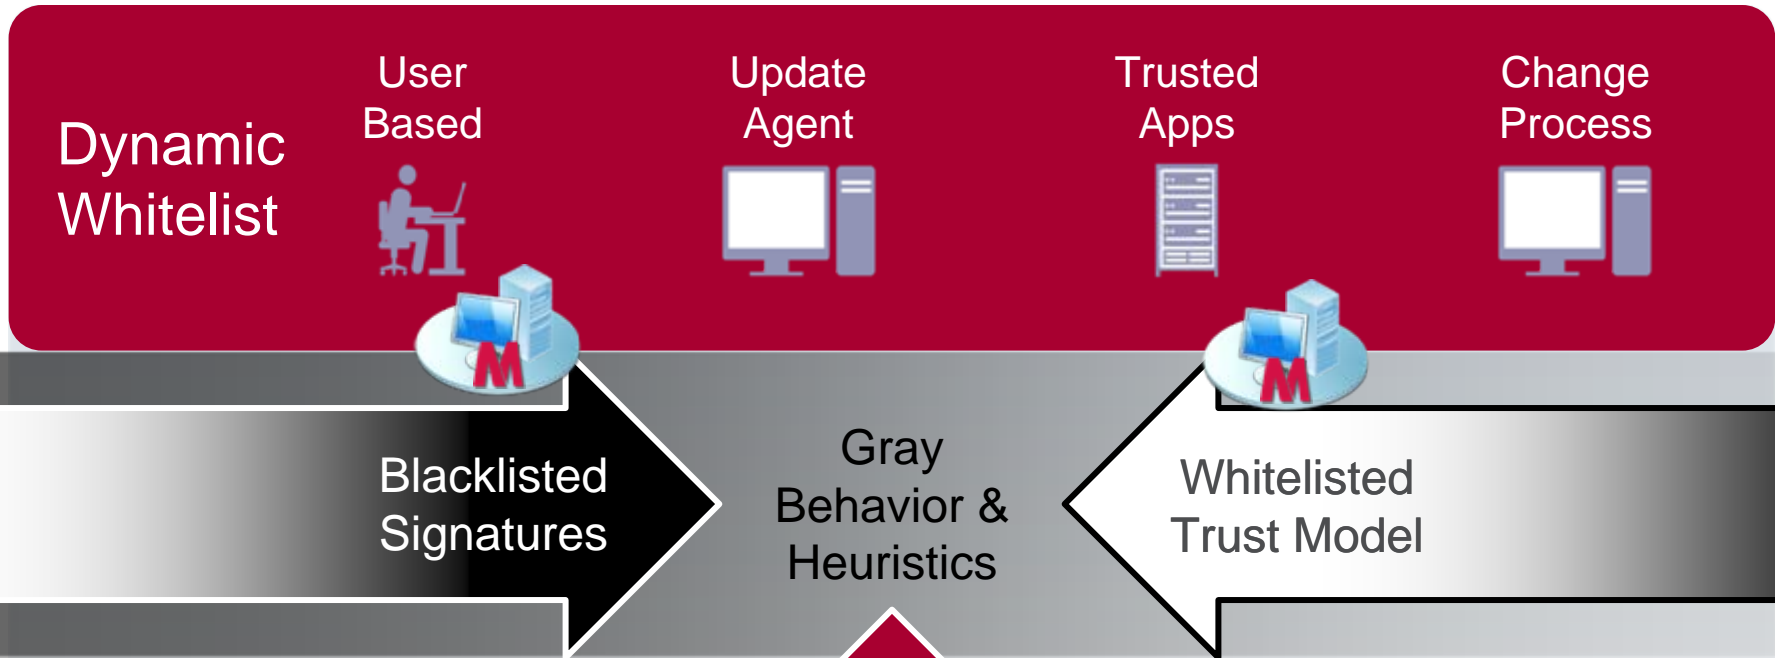 User
Based
Update
Agent
Trusted
Apps
Change
Process
Dynamic
Whitelist
M
M
Blacklisted
Signatures
Gray
Behavior &
Heuristics
Whitelisted
Trust Model